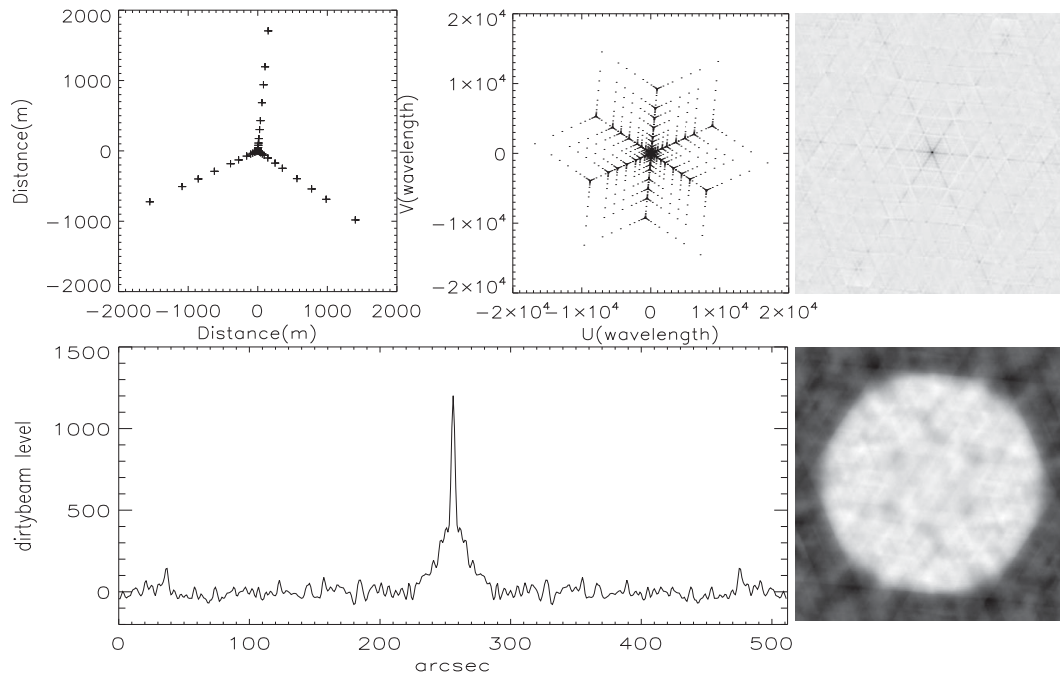 Distance(m)
2000
1000
0
−1000
−2000
−2000 −1000 0 1000 2000
Distance(m)
V(wavelength)
2×10⁴
1×10⁴
0
−1×10⁴
−2×10⁴
−2×10⁴ −1×10⁴ 0 1×10⁴ 2×10⁴
U(wavelength)
dirtybeam level
1500
1000
500
0
0 100 200 300 400 500
arcsec